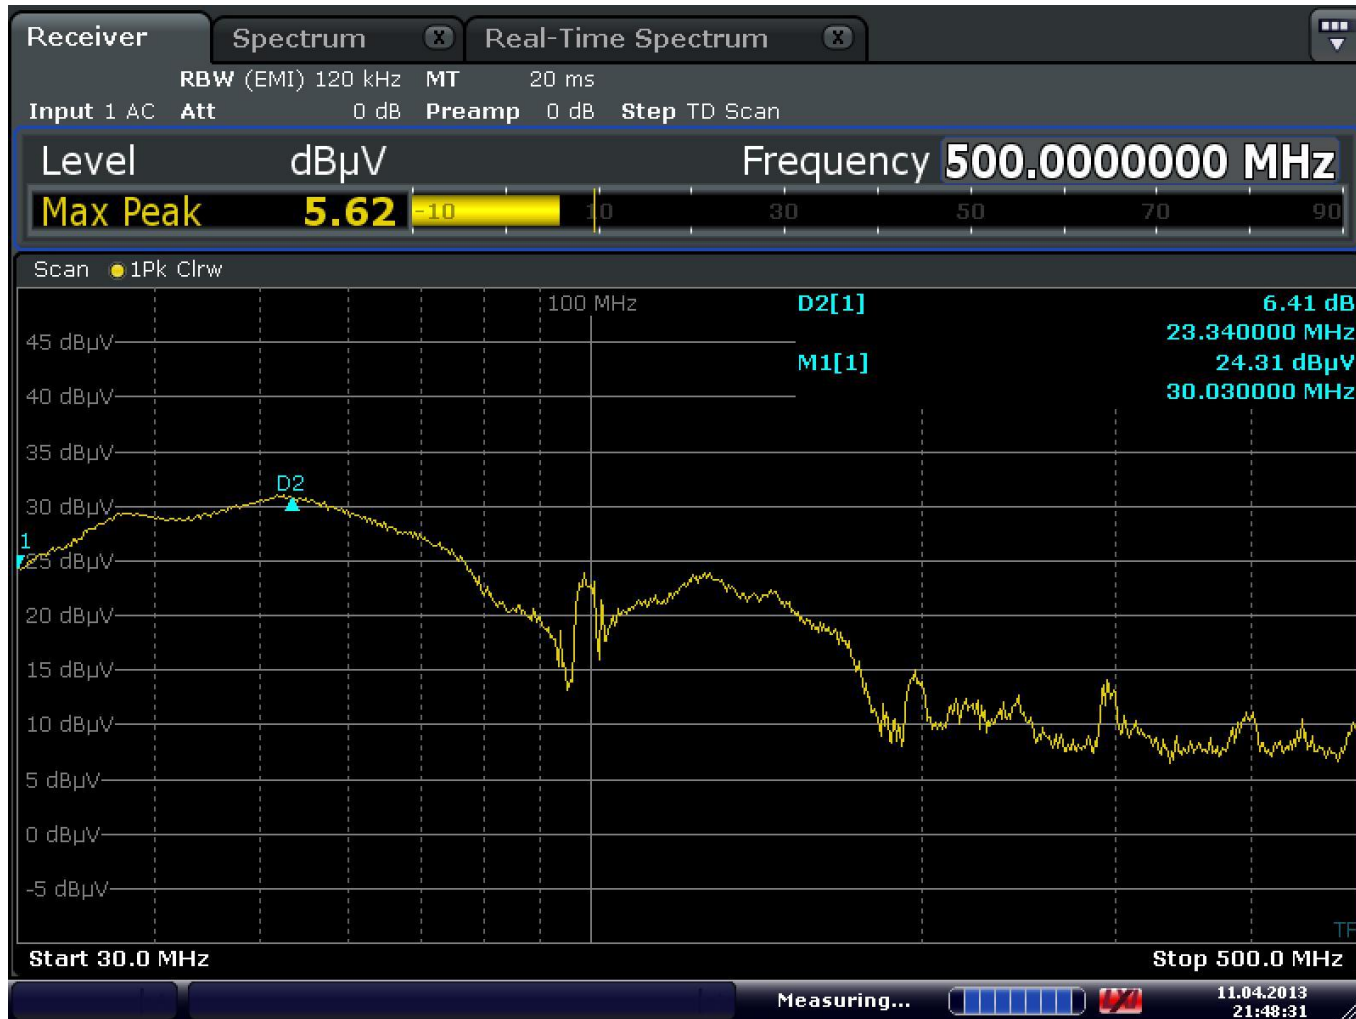 Receiver Spectrum X Real-Time Spectrum X
RBW (EMI) 120 kHz MT 20 ms
Input 1 AC Att 0 dB Preamp 0 dB Step TD Scan
Level dBµV Frequency 500.0000000 MHz
Max Peak 5.62 -10 10 30 50 70 90
Scan 1Pk Clrw
100 MHz D2[1] 6.41 dB
23.340000 MHz
45 dBµV
M1[1] 24.31 dBµV
30.030000 MHz
40 dBµV
35 dBµV
D2
30 dBµV
1
25 dBµV
20 dBµV
15 dBµV
10 dBµV
5 dBµV
0 dBµV
-5 dBµV
TF
Start 30.0 MHz Stop 500.0 MHz
Measuring... LXI 11.04.2013
21:48:31